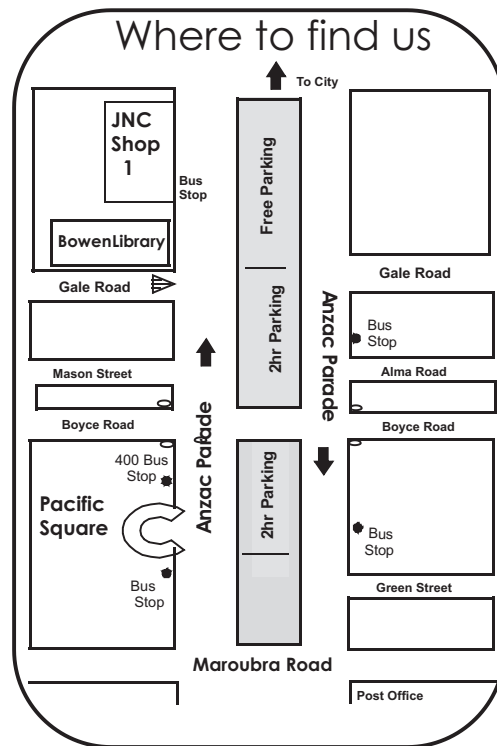 Where to find us
To City
JNC
Shop
1
Bus
Stop
Free Parking
BowenLibrary
Gale Road
Gale Road
2hr Parking
Anzac Parade
Bus
Stop
Mason Street
Alma Road
Boyce Road
Boyce Road
Anzac Parade
400 Bus
Stop
2hr Parking
Pacific
Square
Bus
Stop
Bus
Stop
Green Street
Maroubra Road
Post Office